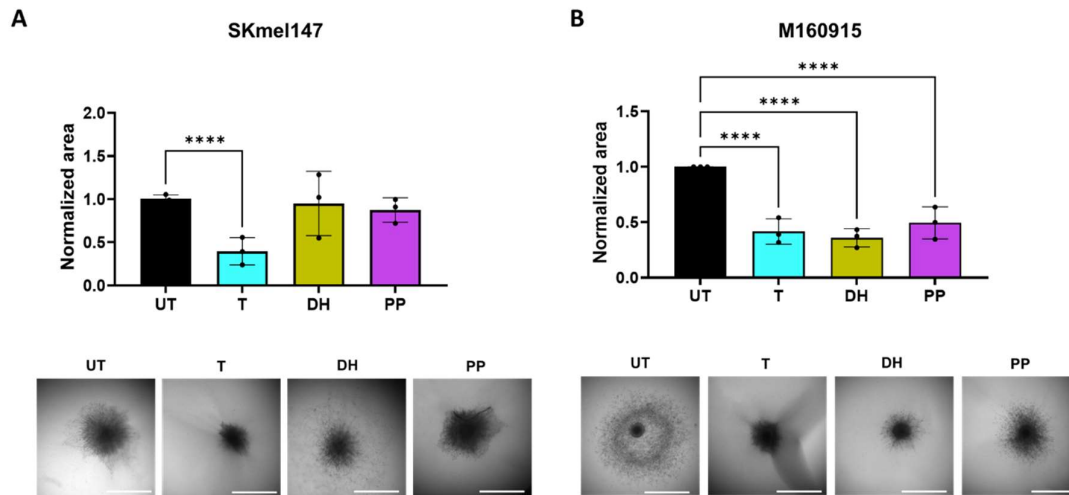 A
SKmel147
Normalized area
2.0
1.5
1.0
0.5
0.0
****
UT T DH PP
UT T DH PP
B
M160915
Normalized area
1.5
1.0
0.5
0.0
****
****
****
UT T DH PP
UT T DH PP